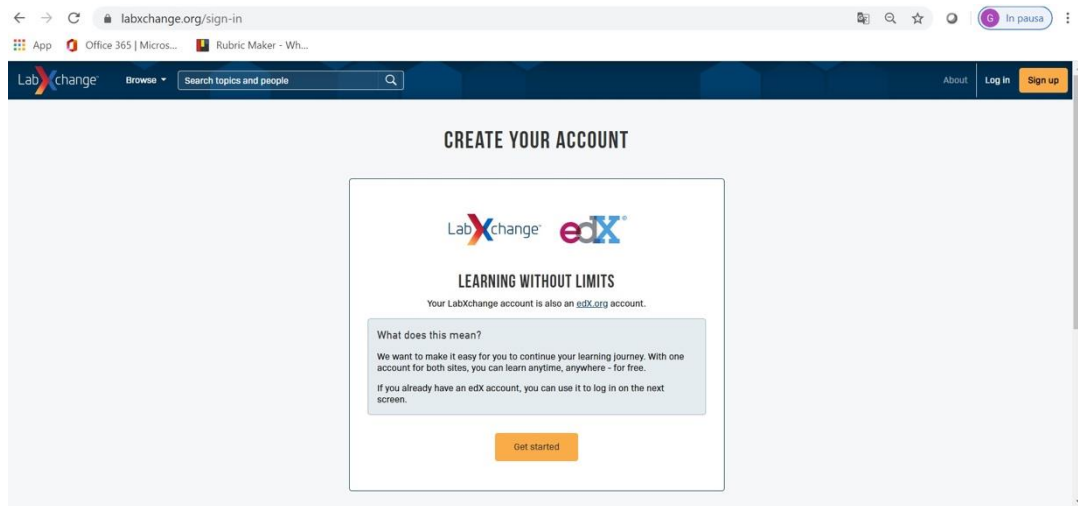 labxchange.org/sign-in
G In pausa
App Office 365 | Micros... Rubric Maker - Wh...
LabXchange Browse Search topics and people About Log in Sign up
CREATE YOUR ACCOUNT
LabXchange edX
LEARNING WITHOUT LIMITS
Your LabXchange account is also an edX.org account.
What does this mean?
We want to make it easy for you to continue your learning journey. With one
account for both sites, you can learn anytime, anywhere - for free.
If you already have an edX account, you can use it to log in on the next
screen.
Get started